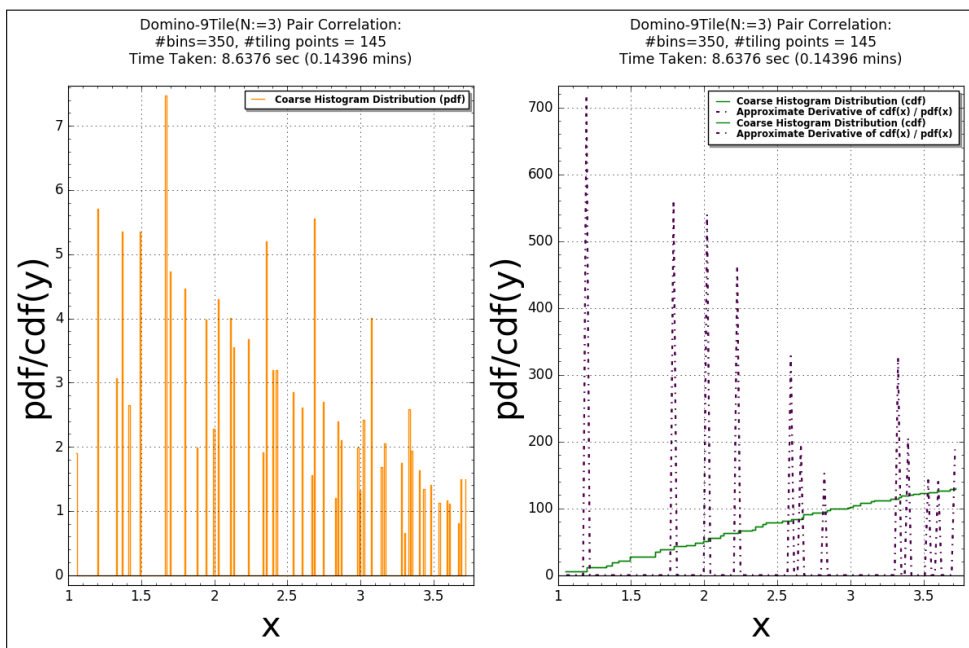 Domino-9Tile(N:=3) Pair Correlation:
#bins=350, #tiling points = 145
Time Taken: 8.6376 sec (0.14396 mins)
Coarse Histogram Distribution (pdf)
7
6
5
4
3
2
1
0
pdf/cdf(y)
1
1.5
2
2.5
3
3.5
x
Domino-9Tile(N:=3) Pair Correlation:
#bins=350, #tiling points = 145
Time Taken: 8.6376 sec (0.14396 mins)
Coarse Histogram Distribution (cdf)
Approximate Derivative of cdf(x) / pdf(x)
Coarse Histogram Distribution (cdf)
Approximate Derivative of cdf(x) / pdf(x)
700
600
500
400
300
200
100
0
pdf/cdf(y)
1
1.5
2
2.5
3
3.5
x